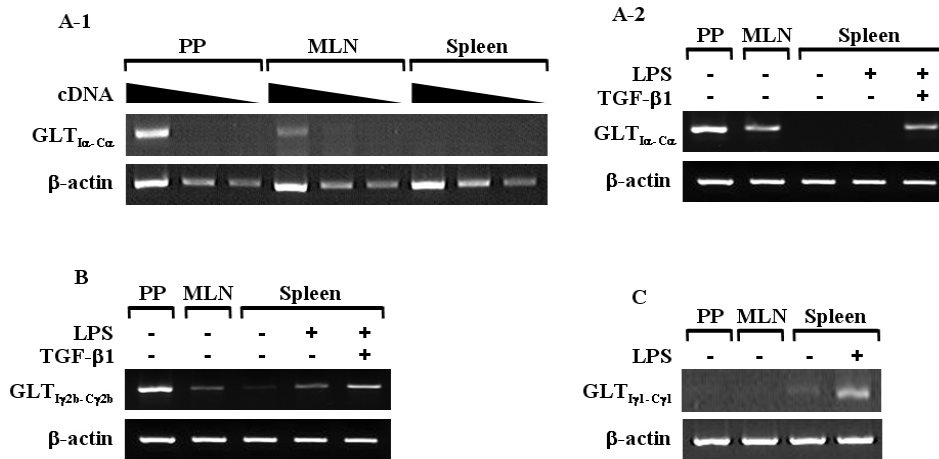 A-1
PP MLN Spleen
cDNA
GLTIα-Cα
β-actin
A-2
PP MLN Spleen
LPS - - - + +
TGF-β1 - - - - +
GLTIα-Cα
β-actin
B
PP MLN Spleen
LPS - - - + +
TGF-β1 - - - - +
GLTIγ2b-Cγ2b
β-actin
C
PP MLN Spleen
LPS - - - +
GLTIγ1-Cγ1
β-actin